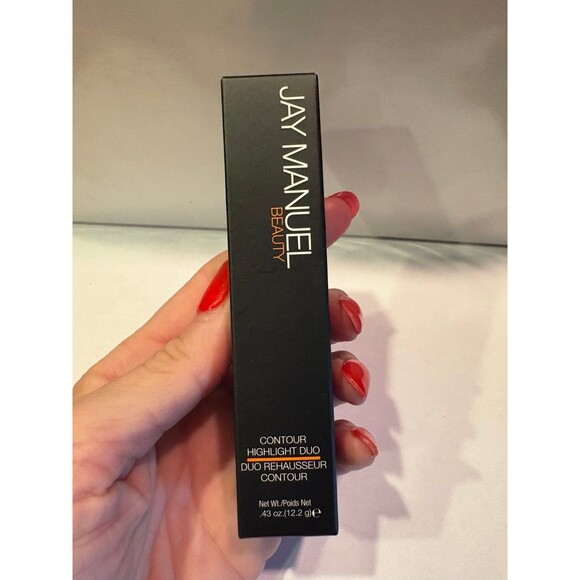 JAY MANUEL
BEAUTY
CONTOUR
HIGHLIGHT DUO
DUO REHAUSSEUR
CONTOUR
Net Wt./Poids Net
.43 oz.(12.2 g)℮